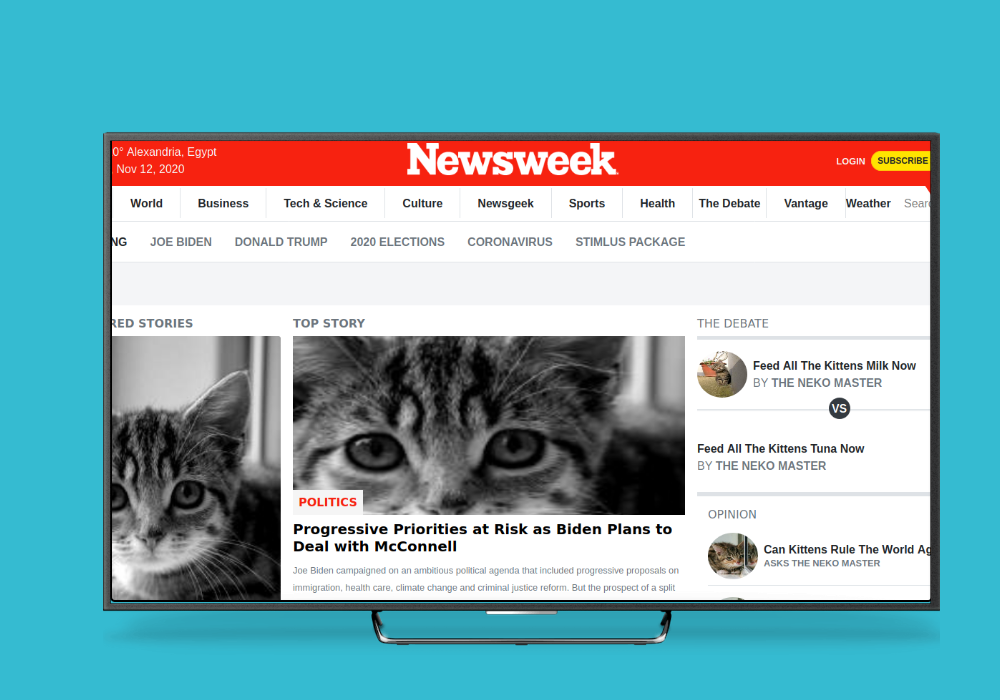 0° Alexandria, Egypt
Nov 12, 2020
Newsweek
LOGIN
SUBSCRIBE
World Business Tech & Science Culture Newsgeek Sports Health The Debate Vantage Weather Searc
NG JOE BIDEN DONALD TRUMP 2020 ELECTIONS CORONAVIRUS STIMLUS PACKAGE
RED STORIES
TOP STORY
POLITICS
Progressive Priorities at Risk as Biden Plans to
Deal with McConnell
Joe Biden campaigned on an ambitious political agenda that included progressive proposals on
immigration, health care, climate change and criminal justice reform. But the prospect of a split
THE DEBATE
Feed All The Kittens Milk Now
BY THE NEKO MASTER
VS
Feed All The Kittens Tuna Now
BY THE NEKO MASTER
OPINION
Can Kittens Rule The World Ag
ASKS THE NEKO MASTER